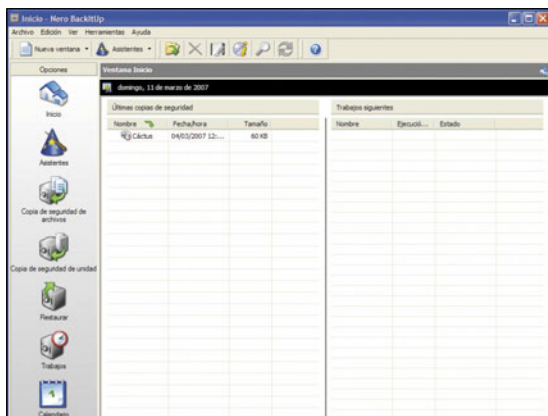 Inicio - Nero BackItUp
Archivo Edición Ver Herramientas Ayuda
Nueva ventana Asistentes
Opciones
Ventana Inicio
domingo, 11 de marzo de 2007
Inicio
Asistentes
Copia de seguridad de
archivos
Copia de seguridad de unidad
Restaurar
Trabajos
Calendario
Últimas copias de seguridad
Nombre Fecha/hora Tamaño
Cáctus 04/03/2007 12:... 60 KB
Trabajos siguientes
Nombre Ejecució... Estado